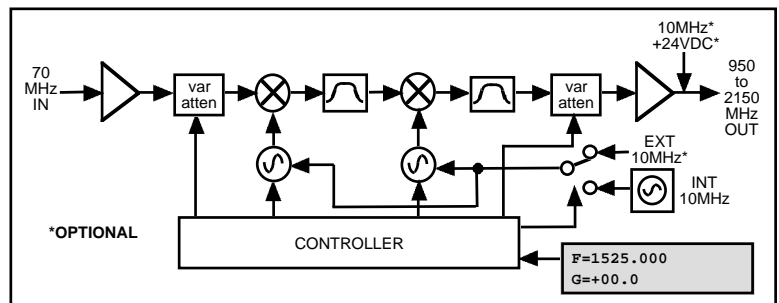 10MHz*
+24VDC*
70
MHz
IN
var
atten
var
atten
950
to
2150
MHz
OUT
EXT
10MHz*
INT
10MHz
*OPTIONAL
CONTROLLER
F=1525.000
G=+00.0